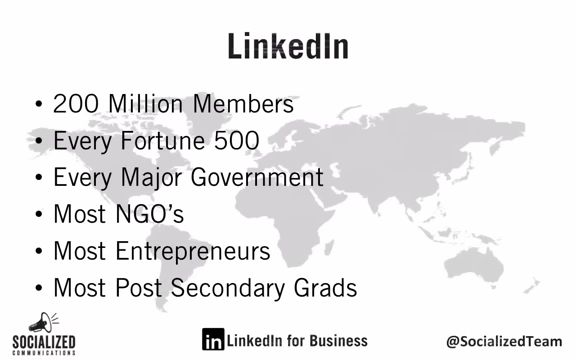 LinkedIn
• 200 Million Members
• Every Fortune 500
• Every Major Government
• Most NGO's
• Most Entrepreneurs
• Most Post Secondary Grads
SOCIALIZED
COMMUNICATIONS
in LinkedIn for Business
@SocializedTeam